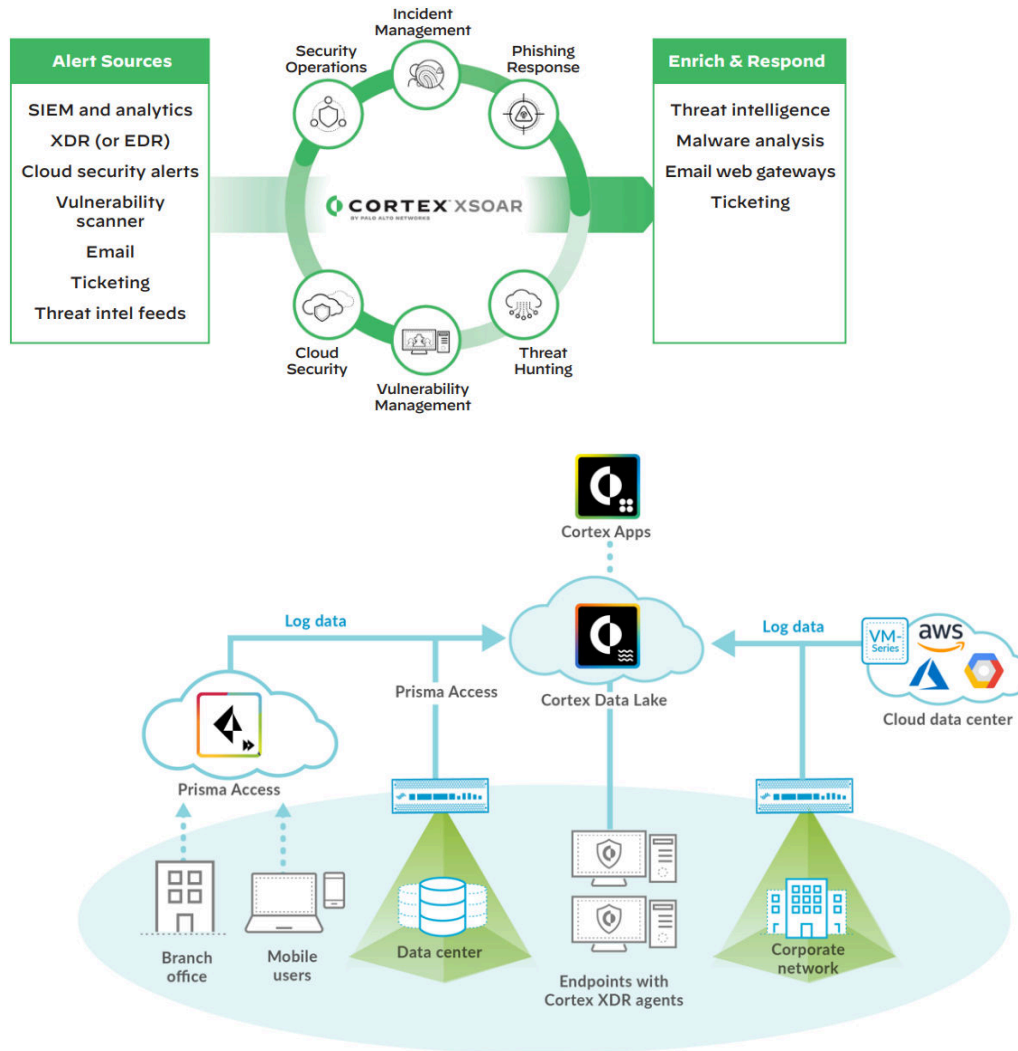 Alert Sources
SIEM and analytics
XDR (or EDR)
Cloud security alerts
Vulnerability
scanner
Email
Ticketing
Threat intel feeds
Incident
Management
Security
Operations
Phishing
Response
CORTEX XSOAR
BY PALO ALTO NETWORKS
Cloud
Security
Vulnerability
Management
Threat
Hunting
Enrich & Respond
Threat intelligence
Malware analysis
Email web gateways
Ticketing
Cortex Apps
Log data
Log data
VM-
Series
aws
Prisma Access
Cortex Data Lake
Cloud data center
Prisma Access
Branch
office
Mobile
users
Data center
Endpoints with
Cortex XDR agents
Corporate
network